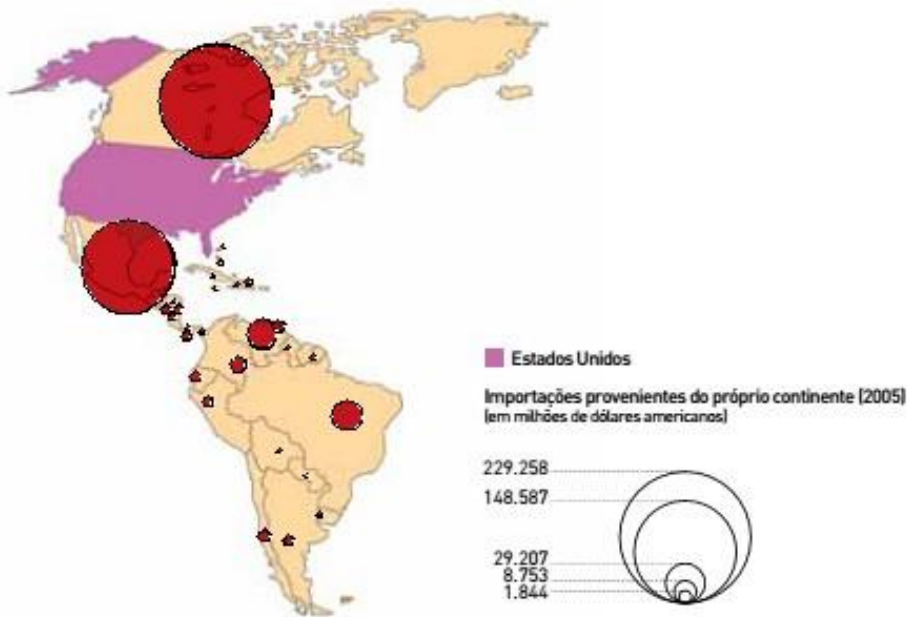 Estados Unidos
Importações provenientes do próprio continente (2005)
(em milhões de dólares americanos)
229.258
148.587
29.207
8.753
1.844